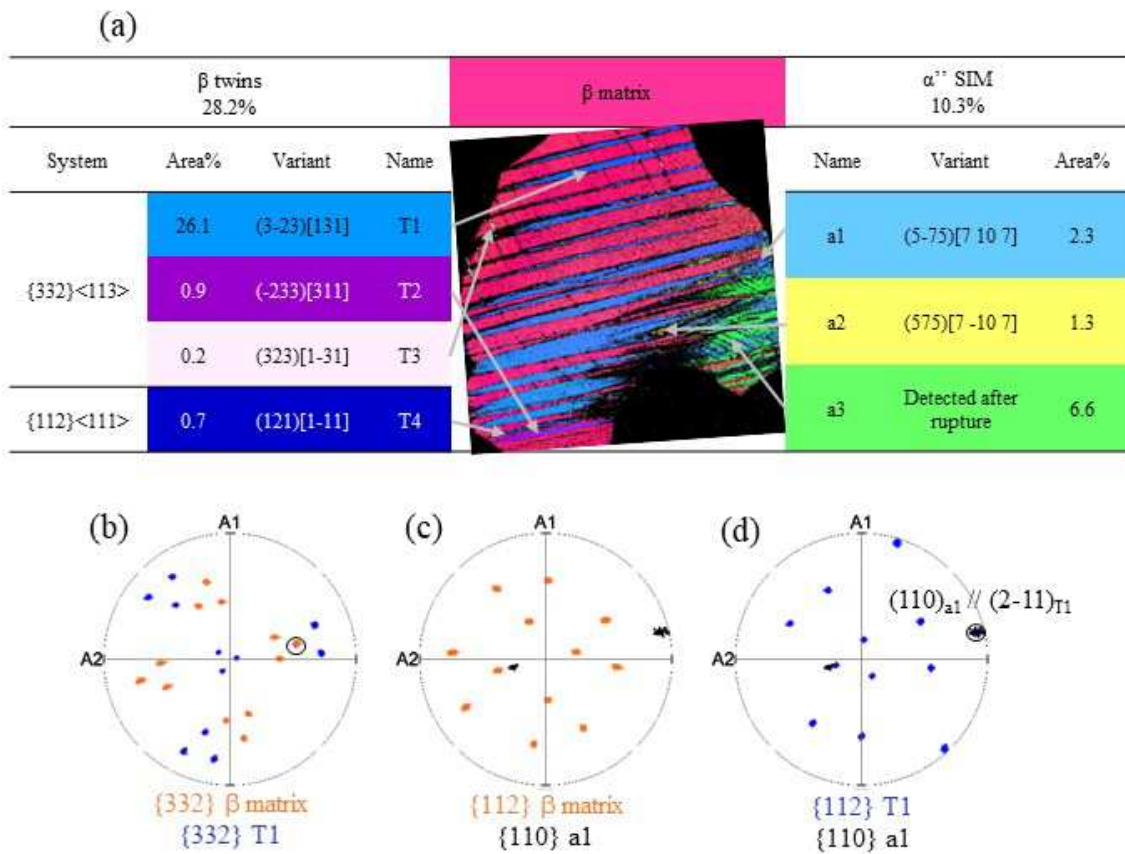 (a)
β twins
28.2%
β matrix
α’’ SIM
10.3%
System Area% Variant Name
Name Variant Area%
{332}<113>
26.1 (3-23)[131] T1
0.9 (-233)[311] T2
0.2 (323)[1-31] T3
{112}<111> 0.7 (121)[1-11] T4
a1 (5-75)[7 10 7] 2.3
a2 (575)[7 -10 7] 1.3
a3 Detected after rupture 6.6
(b)
A1
A2
{332} β matrix
{332} T1
(c)
A1
A2
{112} β matrix
{110} a1
(d)
A1
A2
(110)a1 // (2-11)T1
{112} T1
{110} a1